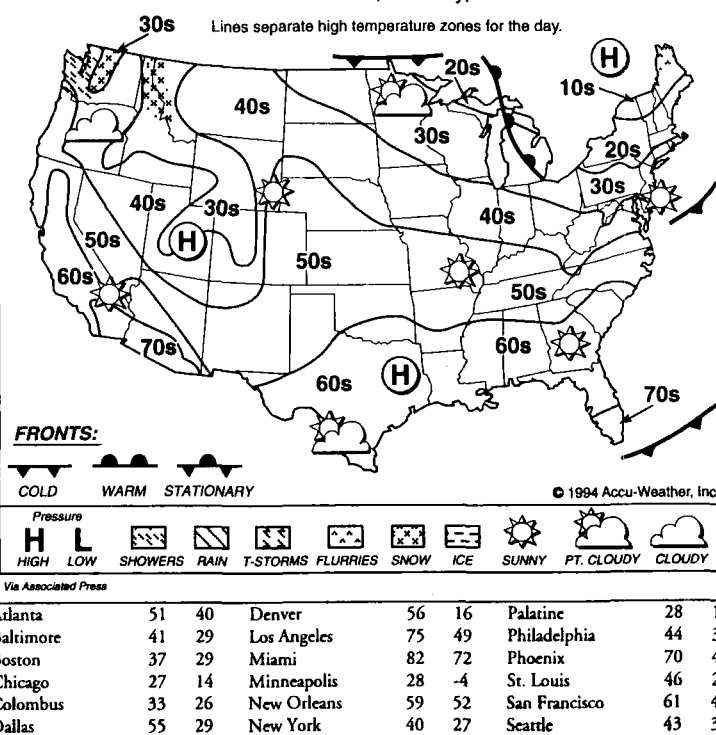 Lines separate high temperature zones for the day.
30s
20s
10s
40s
30s
20s
30s
40s
30s
40s
50s
50s
50s
60s
70s
60s
60s
70s
H
H
H
FRONTS:
COLD WARM STATIONARY
© 1994 Accu-Weather, Inc
Pressure
H L
HIGH LOW SHOWERS RAIN T-STORMS FLURRIES SNOW ICE SUNNY PT. CLOUDY CLOUDY
Via Associated Press
tlanta 51 40 Denver 56 16 Palatine 28
altimore 41 29 Los Angeles 75 49 Philadelphia 44
oston 37 29 Miami 82 72 Phoenix 70
Chicago 27 14 Minneapolis 28 -4 St. Louis 46
Colombus 33 26 New Orleans 59 52 San Francisco 61
Dallas 55 29 New York 40 27 Seattle 43